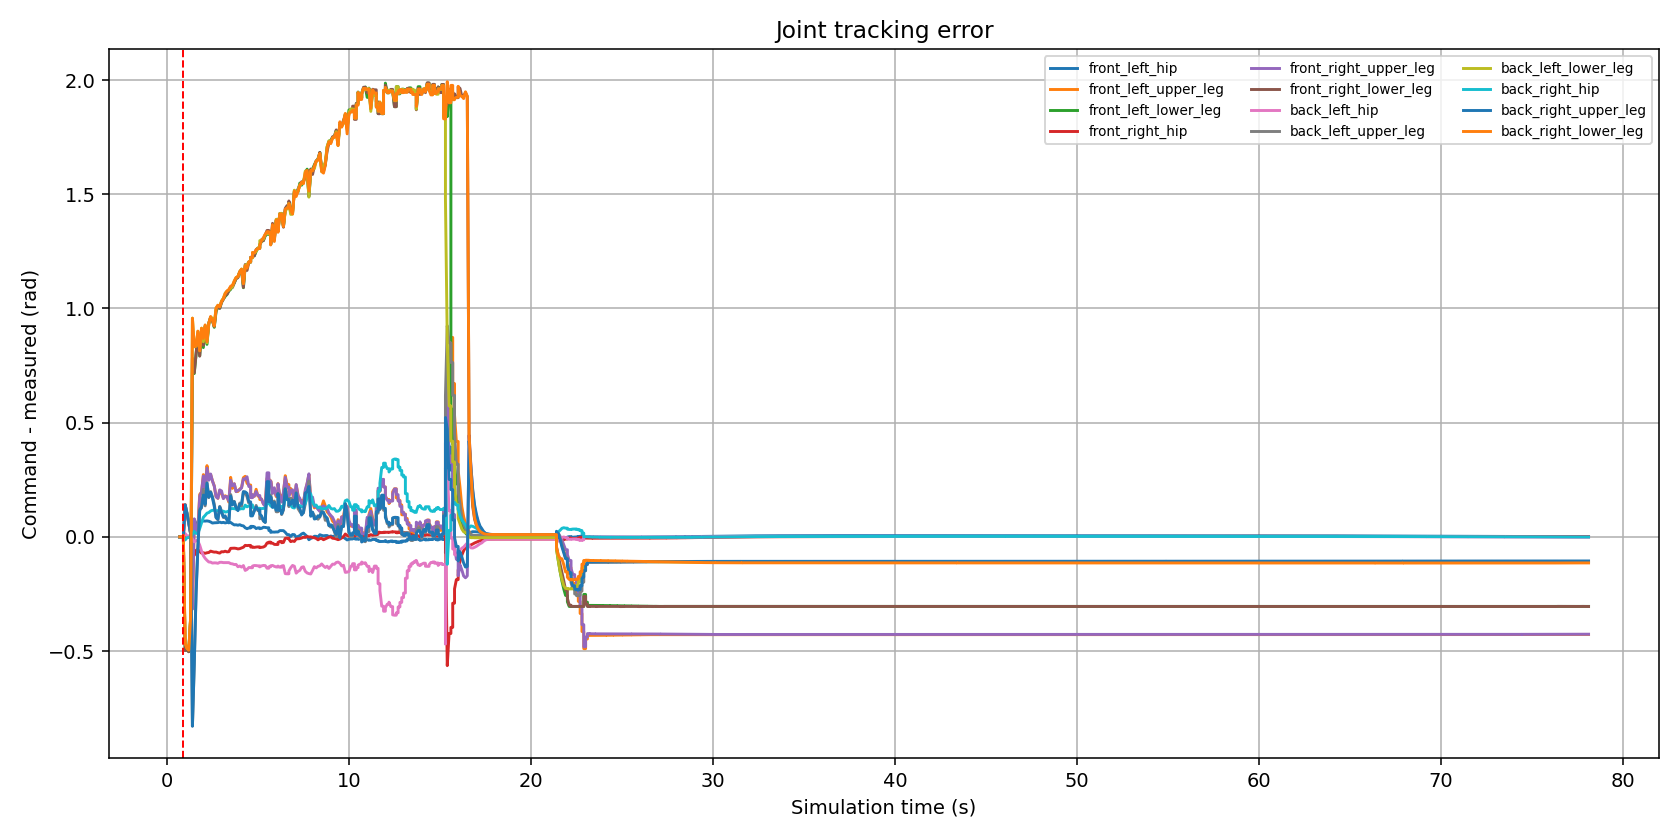 Joint tracking error
front_left_hip
front_left_upper_leg
front_left_lower_leg
front_right_hip
front_right_upper_leg
front_right_lower_leg
back_left_hip
back_left_upper_leg
back_left_lower_leg
back_right_hip
back_right_upper_leg
back_right_lower_leg
Command - measured (rad)
2.0
1.5
1.0
0.5
0.0
−0.5
0 10 20 30 40 50 60 70 80
Simulation time (s)